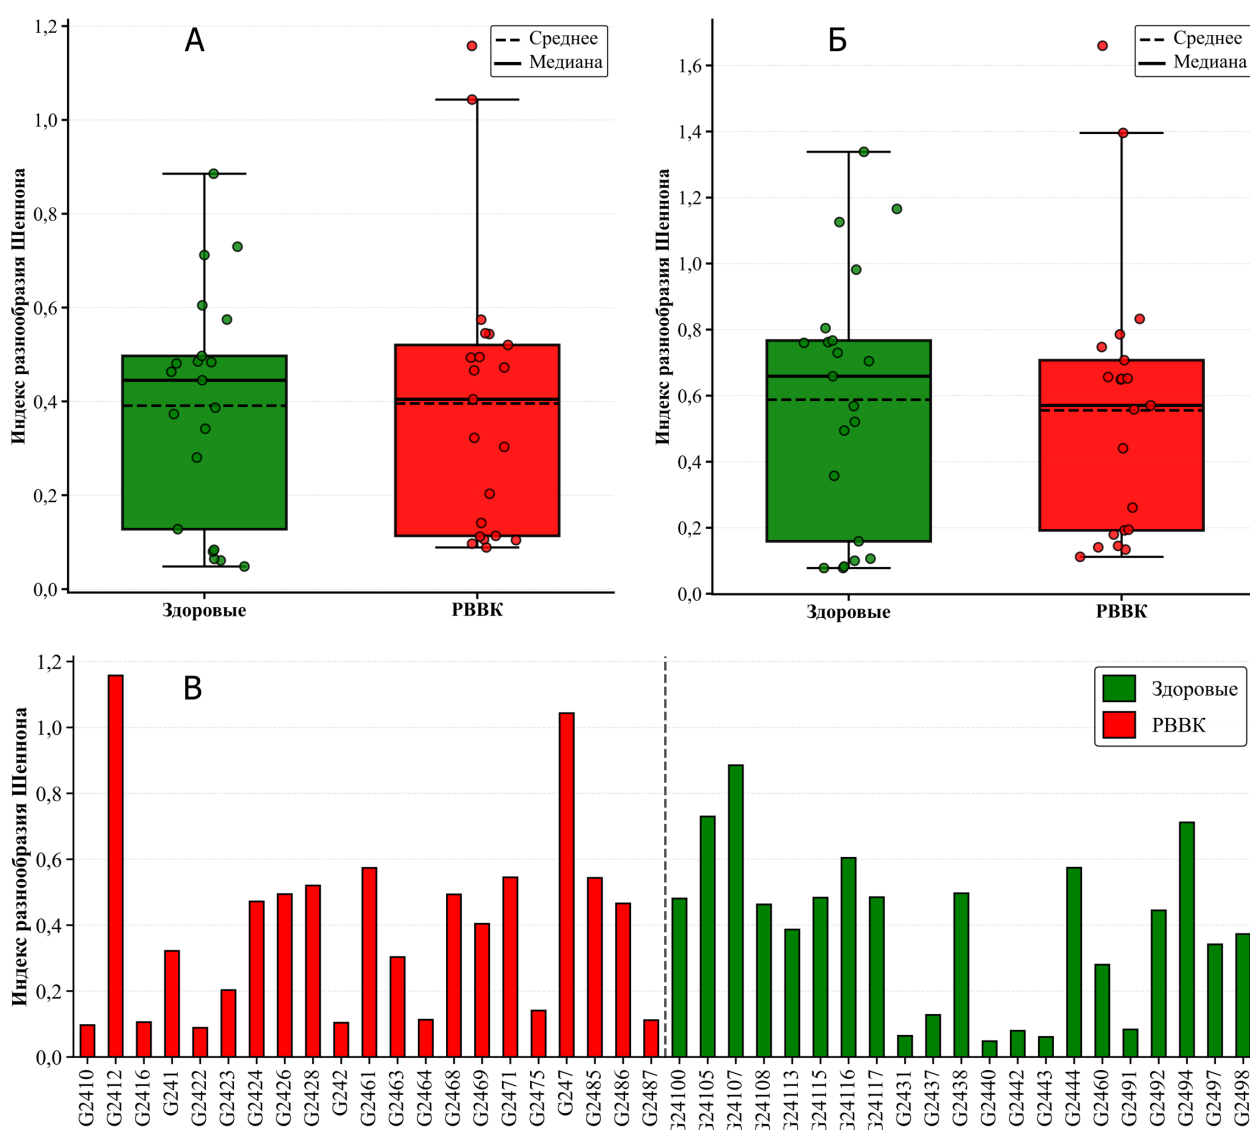 А
1,2
1,0
0,8
0,6
0,4
0,2
0,0
Индекс разнообразия Шеннона
Среднее
Медиана
Здоровые
РВВК
Б
1,6
1,4
1,2
1,0
0,8
0,6
0,4
0,2
0,0
Индекс разнообразия Шеннона
Среднее
Медиана
Здоровые
РВВК
В
1,2
1,0
0,8
0,6
0,4
0,2
0,0
Индекс разнообразия Шеннона
Здоровые
РВВК
G2410
G2412
G2416
G241
G2422
G2423
G2424
G2426
G2428
G242
G2461
G2463
G2464
G2468
G2469
G2471
G2475
G247
G2485
G2486
G2487
G24100
G24105
G24107
G24108
G24113
G24115
G24116
G24117
G2431
G2437
G2438
G2440
G2442
G2443
G2444
G2460
G2491
G2492
G2494
G2497
G2498